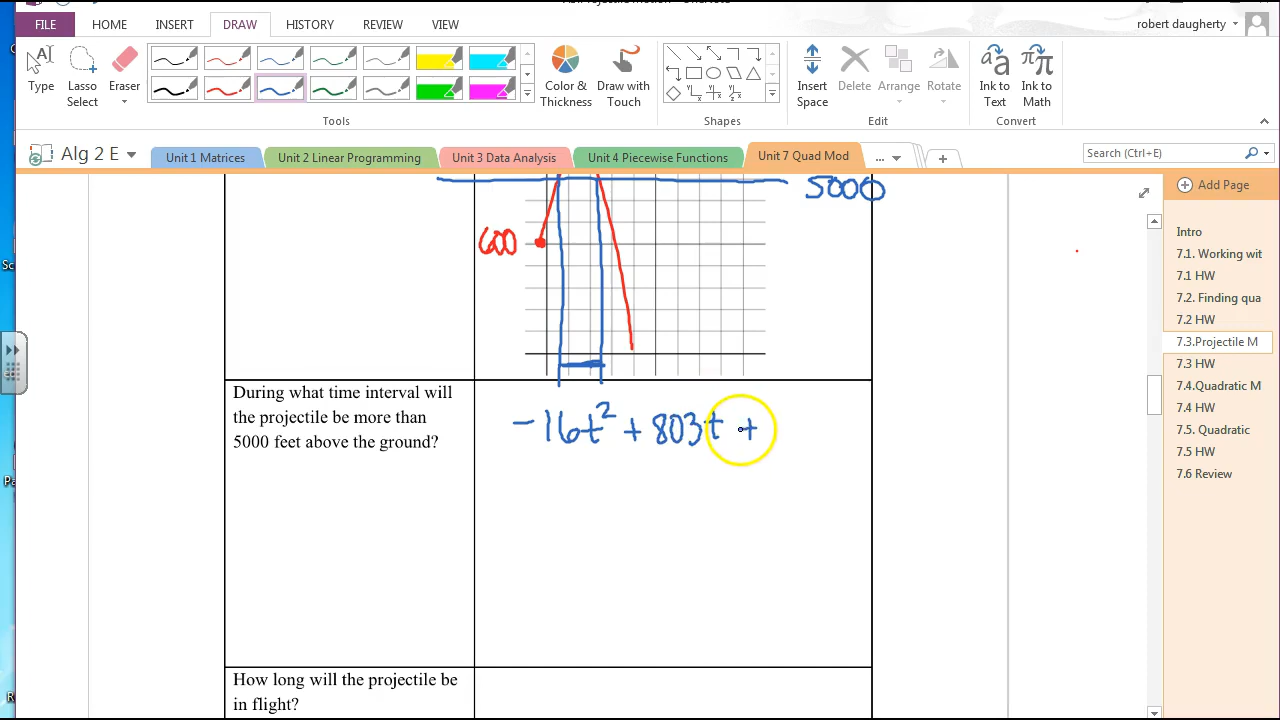 FILE HOME INSERT DRAW HISTORY REVIEW VIEW robert daugherty
Type Lasso Select Eraser
Color & Thickness Draw with Touch
Insert Space Delete Arrange Rotate Ink to Text Ink to Math
Tools Shapes Edit Convert
Alg 2 E Unit 1 Matrices Unit 2 Linear Programming Unit 3 Data Analysis Unit 4 Piecewise Functions Unit 7 Quad Mod ... Search (Ctrl+E)
Add Page
Intro
7.1. Working wit
7.1 HW
7.2. Finding qua
7.2 HW
7.3.Projectile M
7.3 HW
7.4.Quadratic M
7.4 HW
7.5. Quadratic
7.5 HW
7.6 Review
5000
600
During what time interval will
the projectile be more than
5000 feet above the ground?
-16t² + 803t +
How long will the projectile be
in flight?